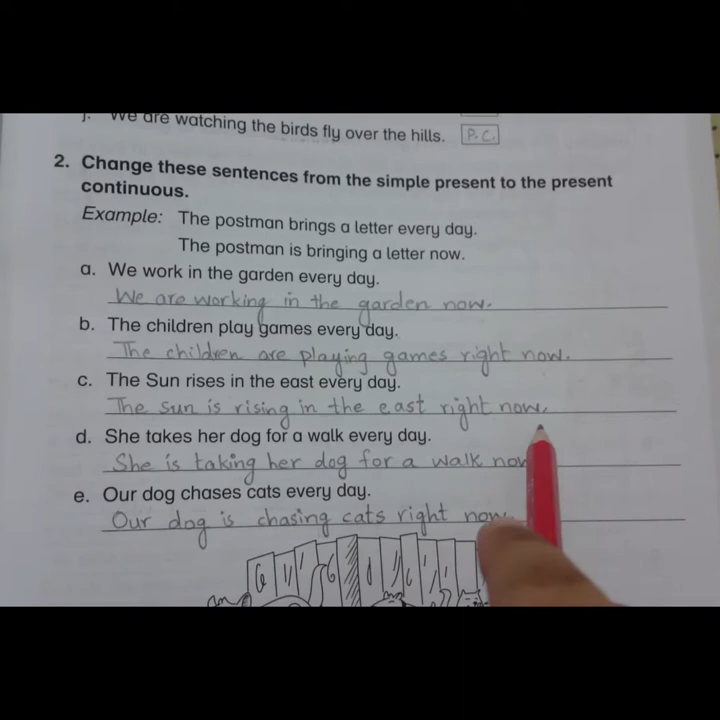 j. We are watching the birds fly over the hills. P.C.
2. Change these sentences from the simple present to the present
continuous.
Example: The postman brings a letter every day.
The postman is bringing a letter now.
a. We work in the garden every day.
We are working in the garden now.
b. The children play games every day.
The children are playing games right now.
c. The Sun rises in the east every day.
The sun is rising in the east right now.
d. She takes her dog for a walk every day.
She is taking her dog for a walk now
e. Our dog chases cats every day.
Our dog is chasing cats right now.